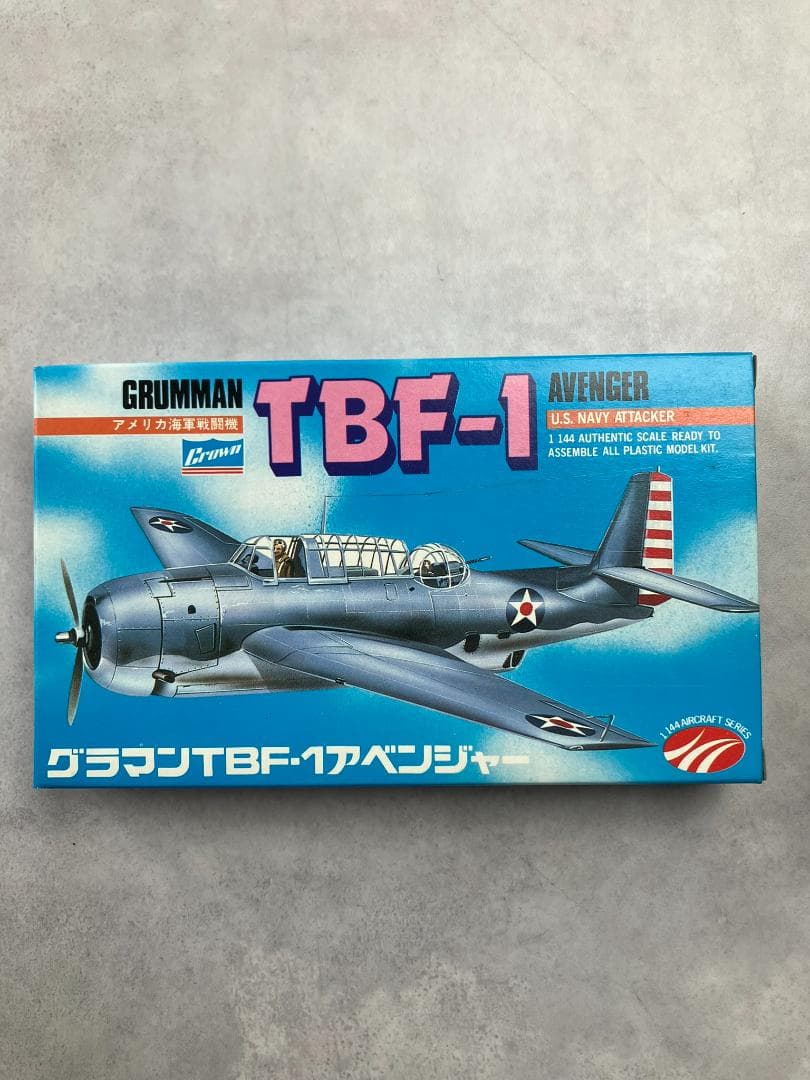 GRUMMAN
アメリカ海軍戦闘機
Crown
TBF-1
AVENGER
U.S. NAVY ATTACKER
1 144 AUTHENTIC SCALE READY TO
ASSEMBLE ALL PLASTIC MODEL KIT.
グラマンTBF・1アベンジャー
1 144 AIRCRAFT SERIES